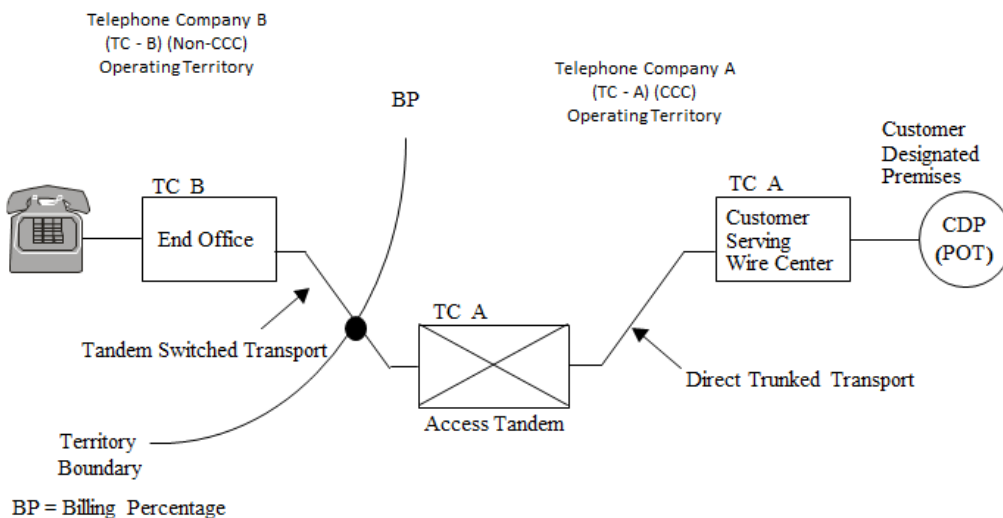 Telephone Company B
(TC - B) (Non-CCC)
Operating Territory
Telephone Company A
(TC - A) (CCC)
Operating Territory
BP
Customer
Designated
Premises
TC B
End Office
TC A
Customer
Serving
Wire Center
CDP
(POT)
TC A
Tandem Switched Transport
Direct Trunked Transport
Access Tandem
Territory
Boundary
BP = Billing Percentage